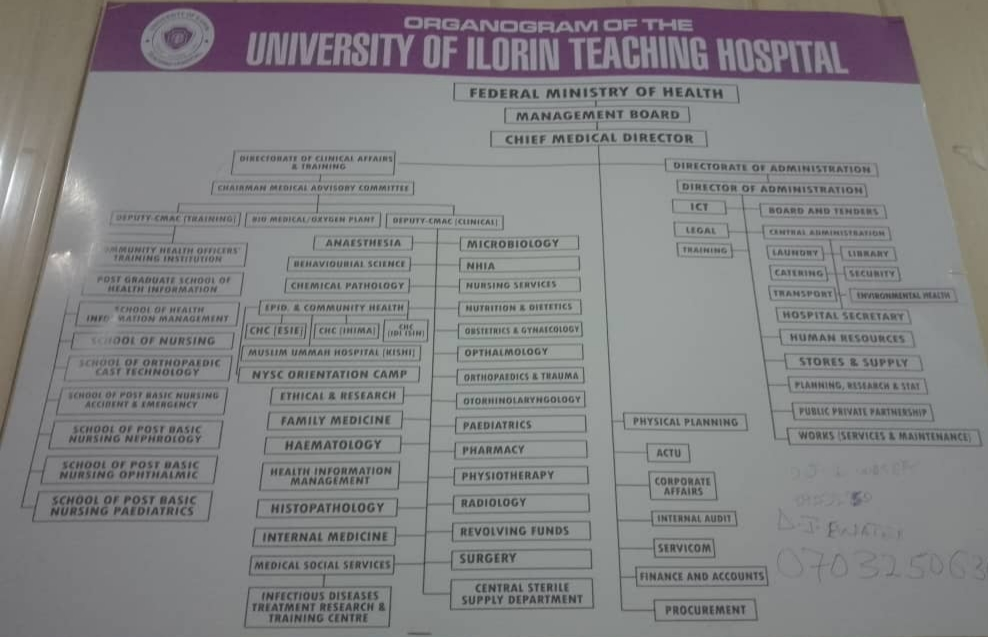 ORGANOGRAM OF THE
UNIVERSITY OF ILORIN TEACHING HOSPITAL
FEDERAL MINISTRY OF HEALTH
MANAGEMENT BOARD
CHIEF MEDICAL DIRECTOR
DIRECTORATE OF CLINICAL AFFAIRS
& TRAINING
CHAIRMAN MEDICAL ADVISORY COMMITTEE
DEPUTY-CMAC [TRAINING]
BIO MEDICAL/OXYGEN PLANT
DEPUTY-CMAC [CLINICAL]
MMUNITY HEALTH OFFICERS'
TRAINING INSTITUTION
POST GRADUATE SCHOOL OF
HEALTH INFORMATION
SCHOOL OF HEALTH
INFORMATION MANAGEMENT
SCHOOL OF NURSING
SCHOOL OF ORTHOPAEDIC
CAST TECHNOLOGY
SCHOOL OF POST BASIC NURSING
ACCIDENT & EMERGENCY
SCHOOL OF POST BASIC
NURSING NEPHROLOGY
SCHOOL OF POST BASIC
NURSING OPHTHALMIC
SCHOOL OF POST BASIC
NURSING PAEDIATRICS
ANAESTHESIA
BEHAVIOURIAL SCIENCE
CHEMICAL PATHOLOGY
EPID. & COMMUNITY HEALTH
CHC [ESIE]
CHC [IHIMA]
CHC
[IDI ISIN]
MUSLIM UMMAH HOSPITAL [KISHI]
NYSC ORIENTATION CAMP
ETHICAL & RESEARCH
FAMILY MEDICINE
HAEMATOLOGY
HEALTH INFORMATION
MANAGEMENT
HISTOPATHOLOGY
INTERNAL MEDICINE
MEDICAL SOCIAL SERVICES
INFECTIOUS DISEASES
TREATMENT RESEARCH &
TRAINING CENTRE
MICROBIOLOGY
NHIA
NURSING SERVICES
NUTRITION & DIETETICS
OBSTETRICS & GYNAECOLOGY
OPTHALMOLOGY
ORTHOPAEDICS & TRAUMA
OTORHINOLARYNGOLOGY
PAEDIATRICS
PHARMACY
PHYSIOTHERAPY
RADIOLOGY
REVOLVING FUNDS
SURGERY
CENTRAL STERILE
SUPPLY DEPARTMENT
PHYSICAL PLANNING
ACTU
CORPORATE
AFFAIRS
INTERNAL AUDIT
SERVICOM
FINANCE AND ACCOUNTS
PROCUREMENT
DIRECTORATE OF ADMINISTRATION
DIRECTOR OF ADMINISTRATION
ICT
LEGAL
TRAINING
BOARD AND TENDERS
CENTRAL ADMINISTRATION
LAUNDRY
LIBRARY
CATERING
SECURITY
TRANSPORT
ENVIRONMENTAL HEALTH
HOSPITAL SECRETARY
HUMAN RESOURCES
STORES & SUPPLY
PLANNING, RESEARCH & STAT
PUBLIC PRIVATE PARTNERSHIP
WORKS [SERVICES & MAINTENANCE]
070325063